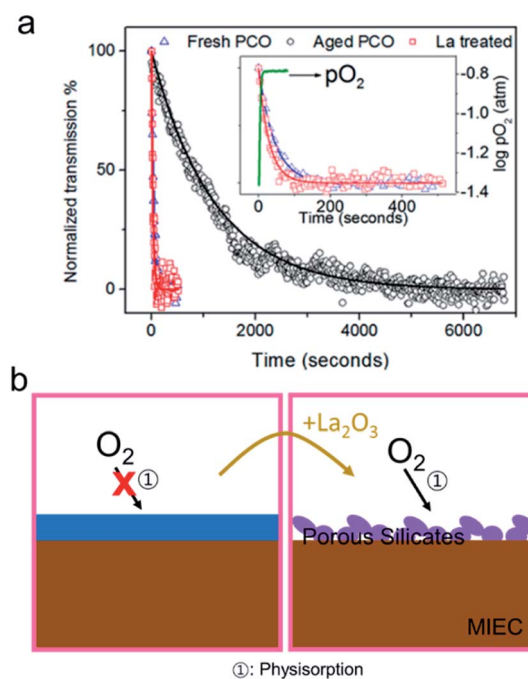 a
Fresh PCO Aged PCO La treated
100
50
0
Normalized transmission %
0 2000 4000 6000
Time (seconds)
pO₂
-0.8
-1.0
-1.2
-1.4
log pO₂ (atm)
0 200 400
Time (seconds)
b
+La₂O₃
O₂ X ①
O₂ ①
Porous Silicates
MIEC
①: Physisorption